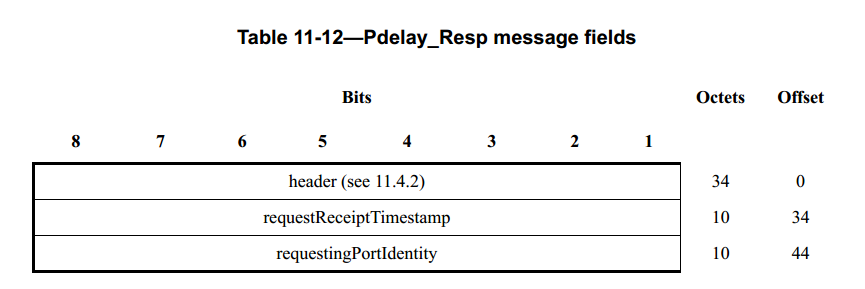 Table 11-12—Pdelay_Resp message fields
Bits Octets Offset
8 7 6 5 4 3 2 1
header (see 11.4.2) 34 0
requestReceiptTimestamp 10 34
requestingPortIdentity 10 44